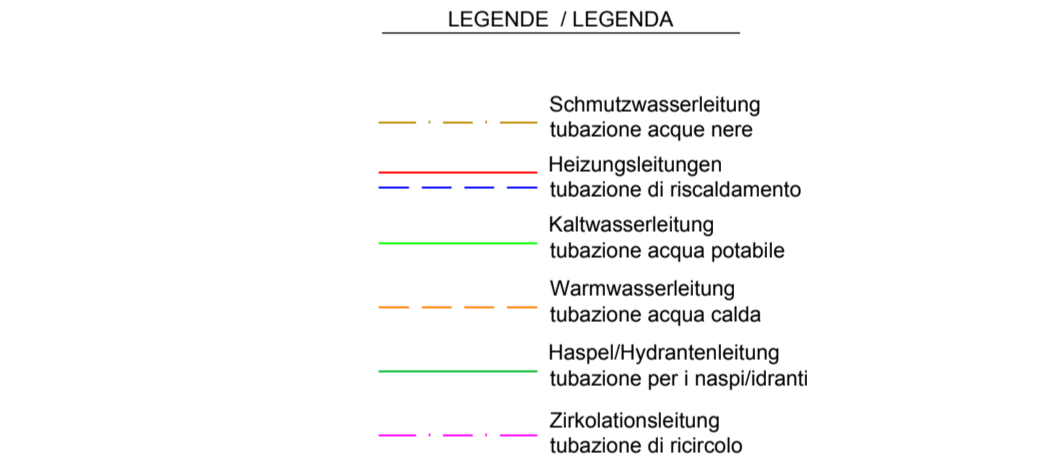 LEGENDE / LEGENDA
Schmutzwasserleitung
tubazione acque nere
Heizungsleitungen
tubazione di riscaldamento
Kaltwasserleitung
tubazione acqua potabile
Warmwasserleitung
tubazione acqua calda
Haspel/Hydrantenleitung
tubazione per i naspi/idranti
Zirkolationsleitung
tubazione di ricircolo